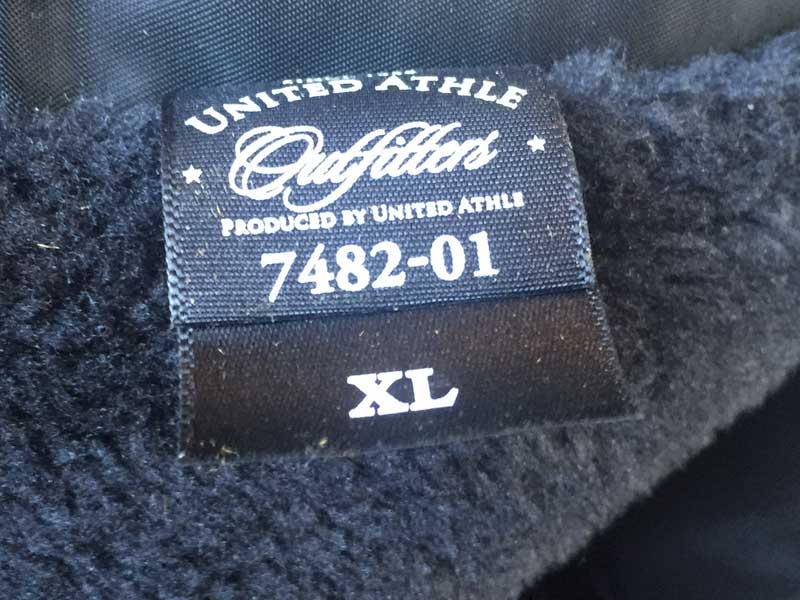 UNITED ATHLE
Outfitters
PRODUCED BY UNITED ATHLE
7482-01
XL